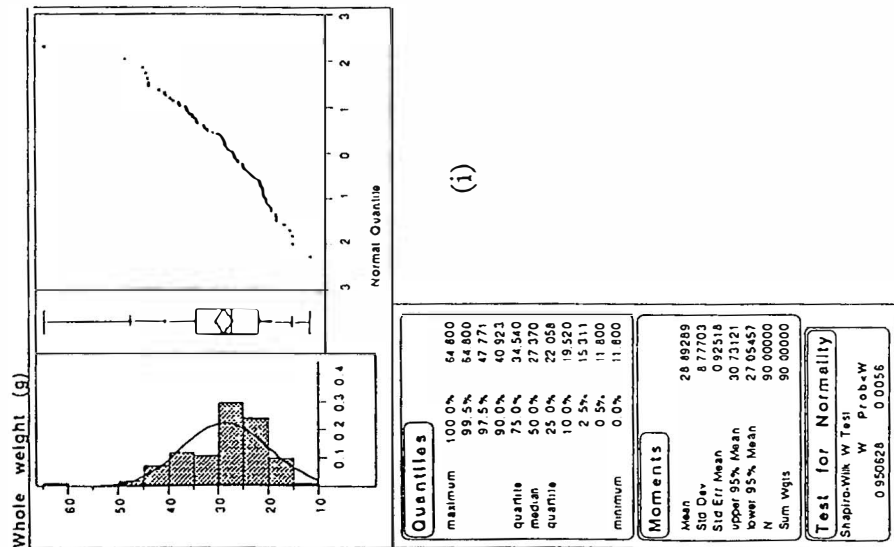 Whole weight (g)
60
50
40
30
20
10
0.1 0.2 0.3 0.4
3 2 1 0 1 2 3
Normal Quantile
(i)
Quantiles
maximum 100 0% 64 800
99.5% 64 800
97.5% 47 771
90.0% 40 923
quartile 75 0% 34.540
median 50 0% 27 370
quartile 25 0% 22 058
10 0% 19.520
2 5% 15 311
0 5% 11 800
minimum 0.0% 11.800
Moments
Mean 28 89289
Std Dev 8 77703
Std Err Mean 0 92518
upper 95% Mean 30 73121
lower 95% Mean 27 05457
N 90 00000
Sum Wgts 90 00000
Test for Normality
Shapiro-Wilk W Test
W Prob<W
0 950628 0 0056